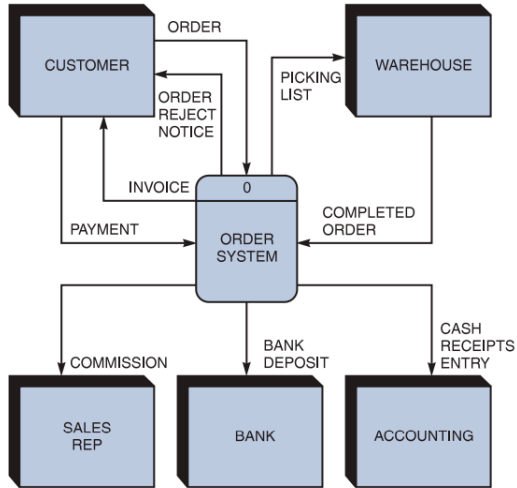 ORDER
CUSTOMER
WAREHOUSE
ORDER
REJECT
NOTICE
PICKING
LIST
INVOICE
0
PAYMENT
ORDER
SYSTEM
COMPLETED
ORDER
COMMISSION
BANK
DEPOSIT
CASH
RECEIPTS
ENTRY
SALES
REP
BANK
ACCOUNTING